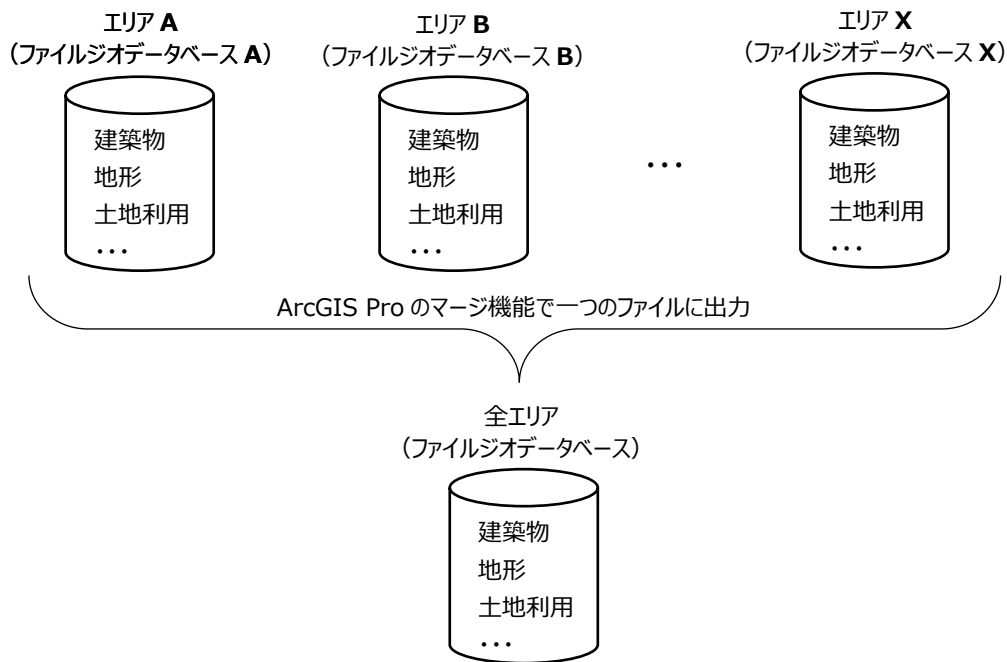 エリア A
（ファイルジオデータベース A）
エリア B
（ファイルジオデータベース B）
エリア X
（ファイルジオデータベース X）
建築物
地形
土地利用
…
建築物
地形
土地利用
…
…
建築物
地形
土地利用
…
ArcGIS Pro のマージ機能で一つのファイルに出力
全エリア
（ファイルジオデータベース）
建築物
地形
土地利用
…